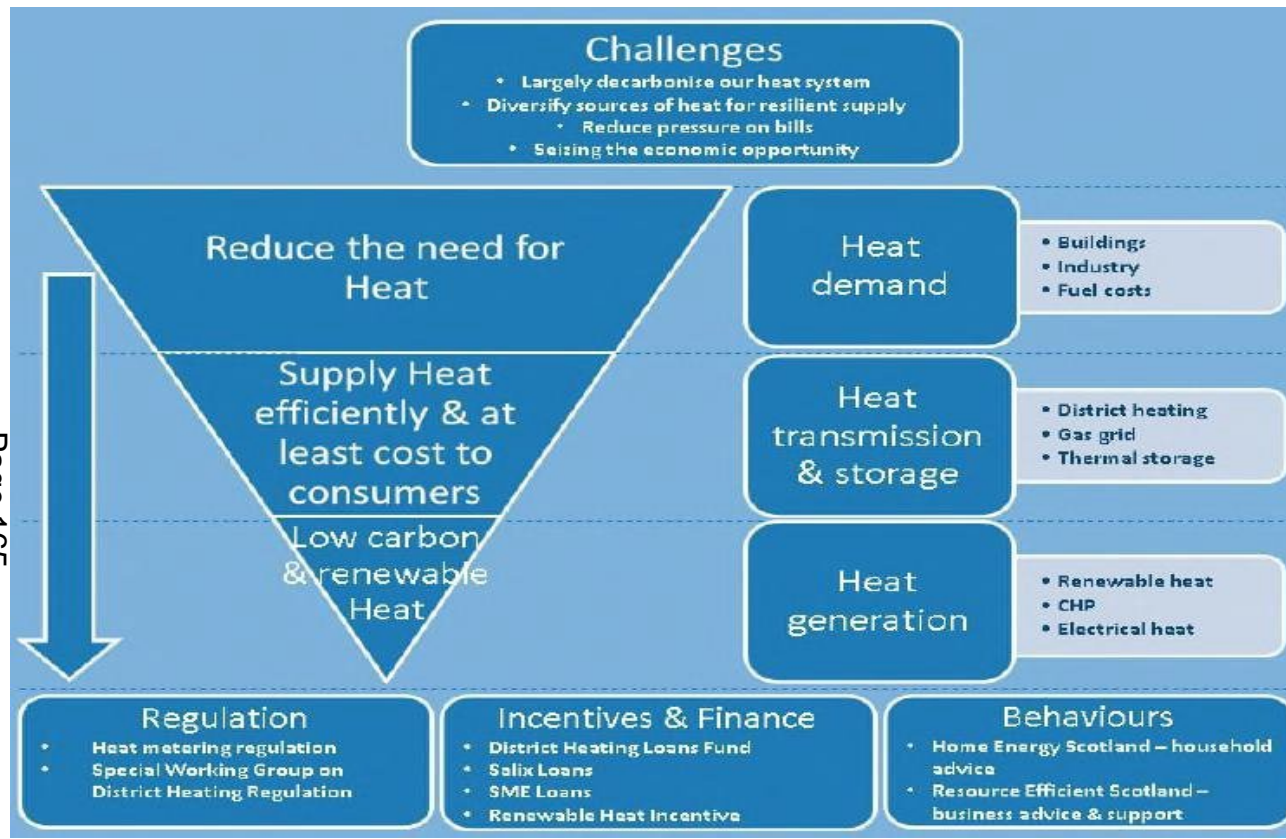 Challenges
• Largely decarbonise our heat system
• Diversify sources of heat for resilient supply
• Reduce pressure on bills
• Seizing the economic opportunity
Reduce the need for
Heat
Heat
demand
• Buildings
• Industry
• Fuel costs
Supply Heat
efficiently & at
least cost to
consumers
Heat
transmission
& storage
• District heating
• Gas grid
• Thermal storage
Low carbon
& renewable
Heat
Heat
generation
• Renewable heat
• CHP
• Electrical heat
Regulation
• Heat metering regulation
• Special Working Group on
District Heating Regulation
Incentives & Finance
• District Heating Loans Fund
• Salix Loans
• SME Loans
• Renewable Heat Incentive
Behaviours
• Home Energy Scotland – household
advice
• Resource Efficient Scotland –
business advice & support